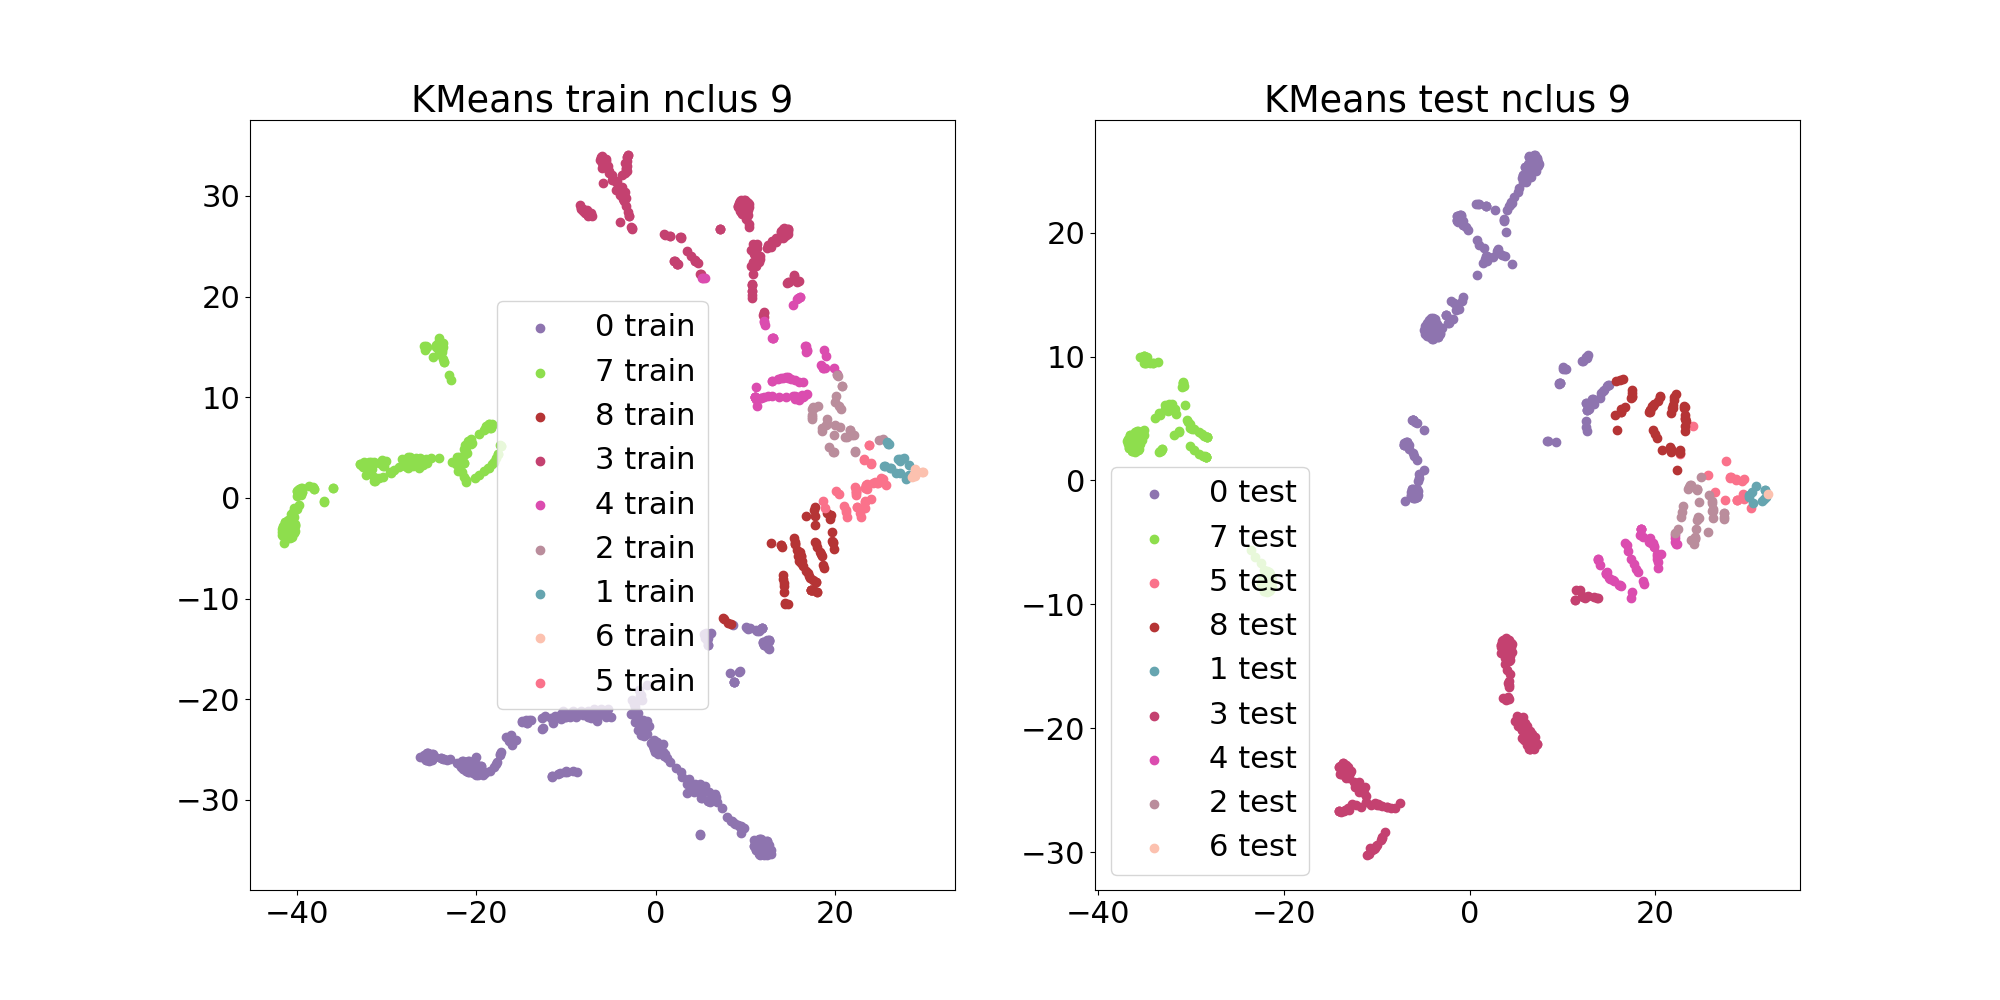 KMeans train nclus 9
30
20
10
0
−10
−20
−30
−40
−20
0
20
0 train
7 train
8 train
3 train
4 train
2 train
1 train
6 train
5 train
KMeans test nclus 9
20
10
0
−10
−20
−30
−40
−20
0
20
0 test
7 test
5 test
8 test
1 test
3 test
4 test
2 test
6 test